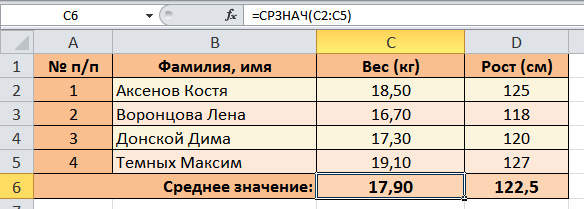 C6 fx =СРЗНАЧ(C2:C5)
A B C D
1 № п/п Фамилия, имя Вес (кг) Рост (см)
2 1 Аксенов Костя 18,50 125
3 2 Воронцова Лена 16,70 118
4 3 Донской Дима 17,30 120
5 4 Темных Максим 19,10 127
6 Среднее значение: 17,90 122,5